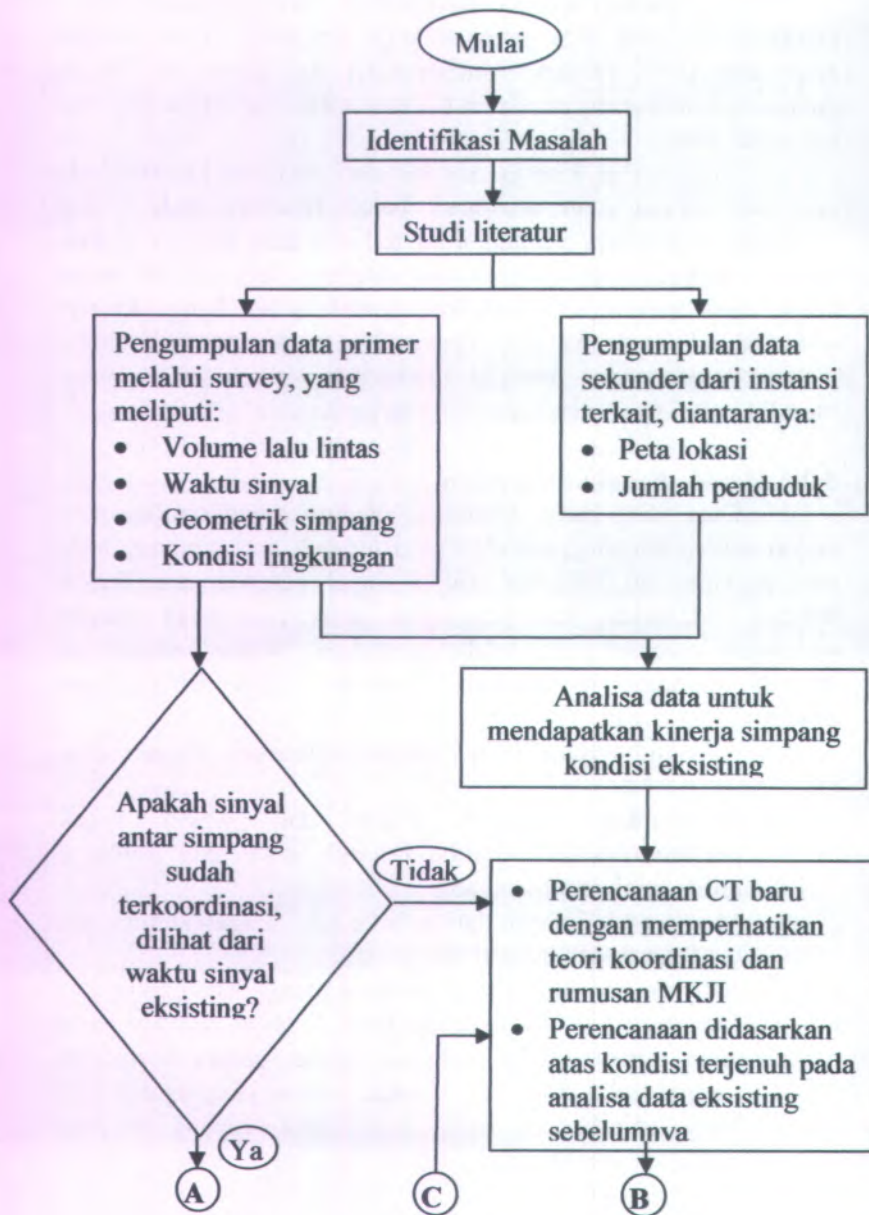 Mulai
Identifikasi Masalah
Studi literatur
Pengumpulan data primer
melalui survey, yang
meliputi:
• Volume lalu lintas
• Waktu sinyal
• Geometrik simpang
• Kondisi lingkungan
Pengumpulan data
sekunder dari instansi
terkait, diantaranya:
• Peta lokasi
• Jumlah penduduk
Analisa data untuk
mendapatkan kinerja simpang
kondisi eksisting
Apakah sinyal
antar simpang
sudah
terkoordinasi,
dilihat dari
waktu sinyal
eksisting?
Tidak
• Perencanaan CT baru
dengan memperhatikan
teori koordinasi dan
rumusan MKJI
• Perencanaan didasarkan
atas kondisi terjenuh pada
analisa data eksisting
sebelumnya
Ya
A
C
B